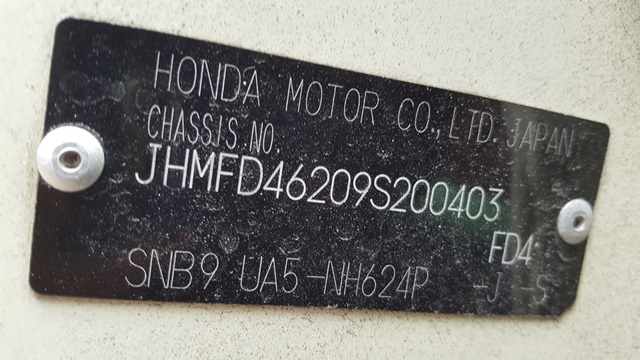 HONDA MOTOR CO., LTD. JAPAN
CHASSIS NO.
JHMFD46209S200403
FD4
SNB9 UA5-NH624P -J -S